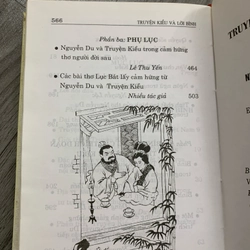 566
TRUYỆN KIỀU VÀ LỜI BÌNH
Phần ba: PHỤ LỤC
• Nguyễn Du và Truyện Kiều trong cảm hứng
thơ người đời sau
Lê Thu Yến 464
• Các bài thơ Lục Bát lấy cảm hứng từ
Nguyễn Du và Truyện Kiều
Nhiều tác giả 503